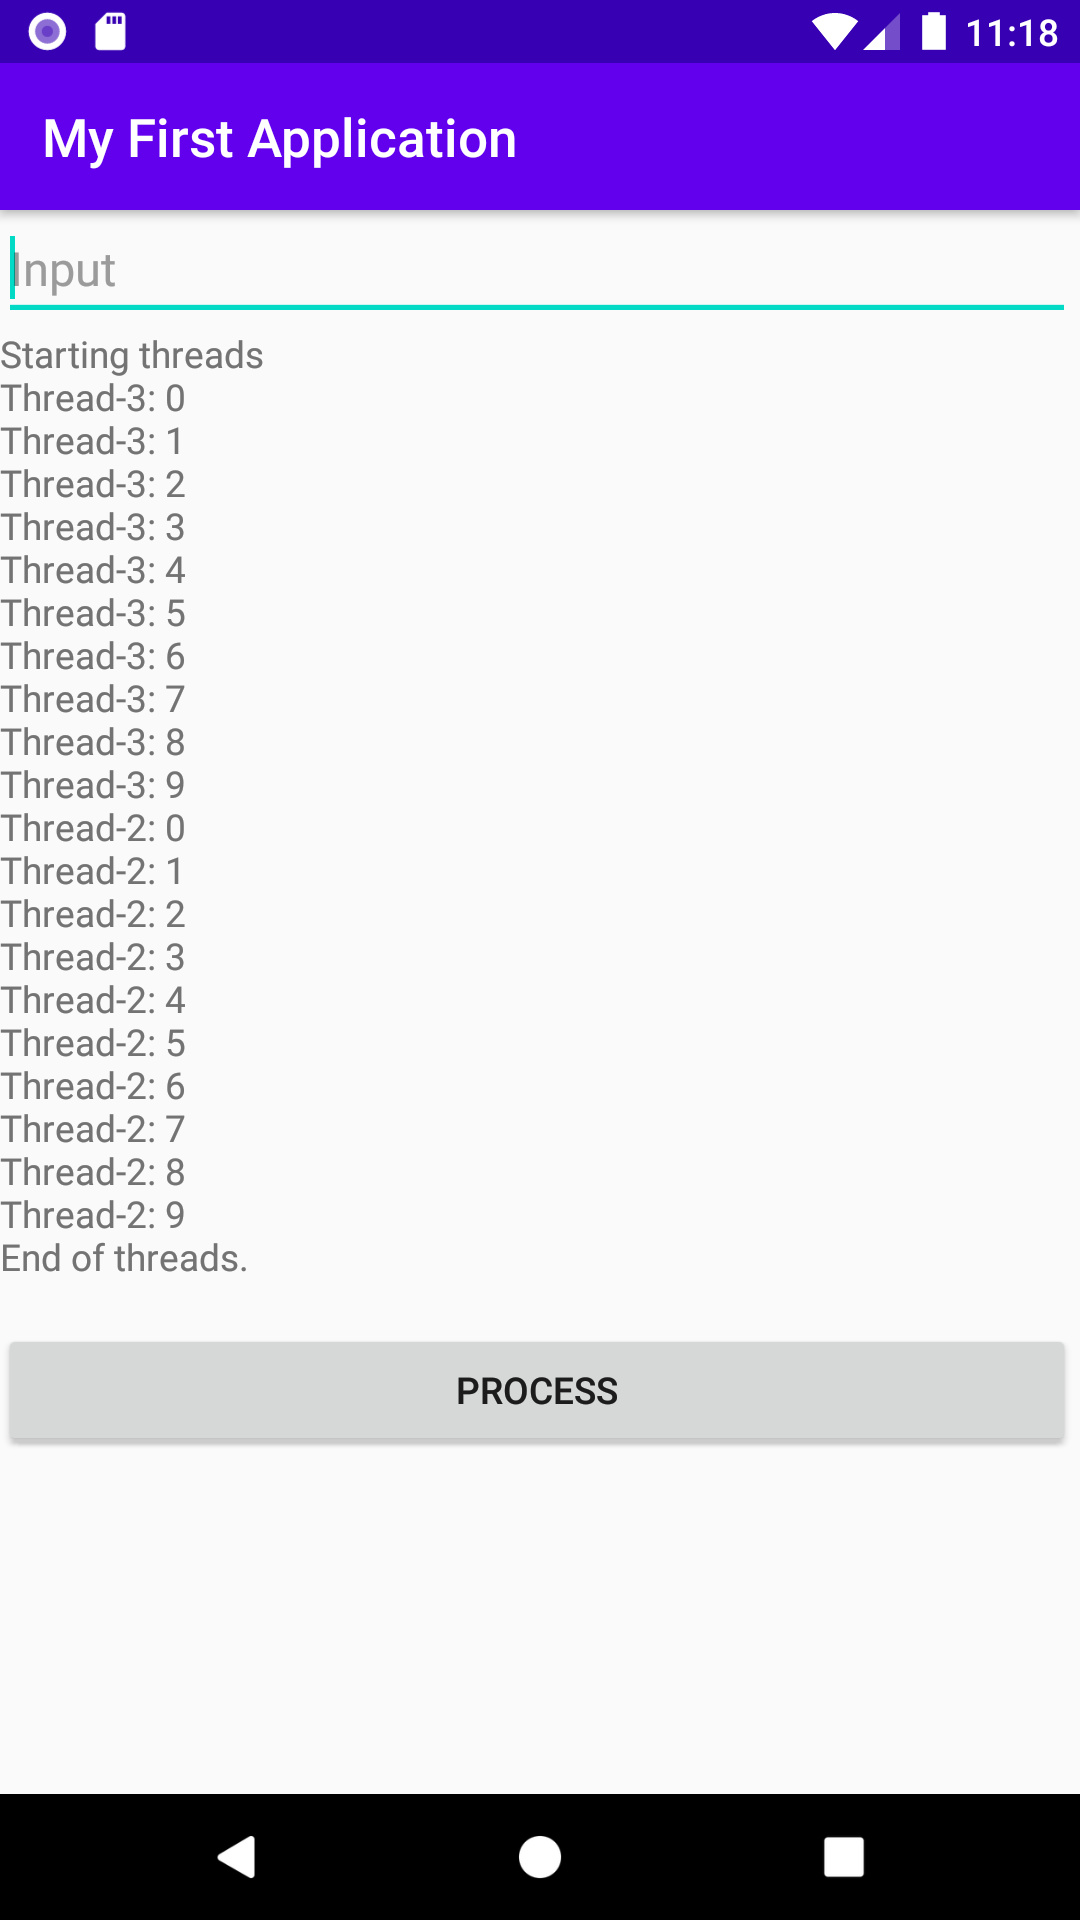 11:18
My First Application
Input
Starting threads
Thread-3: 0
Thread-3: 1
Thread-3: 2
Thread-3: 3
Thread-3: 4
Thread-3: 5
Thread-3: 6
Thread-3: 7
Thread-3: 8
Thread-3: 9
Thread-2: 0
Thread-2: 1
Thread-2: 2
Thread-2: 3
Thread-2: 4
Thread-2: 5
Thread-2: 6
Thread-2: 7
Thread-2: 8
Thread-2: 9
End of threads.
PROCESS